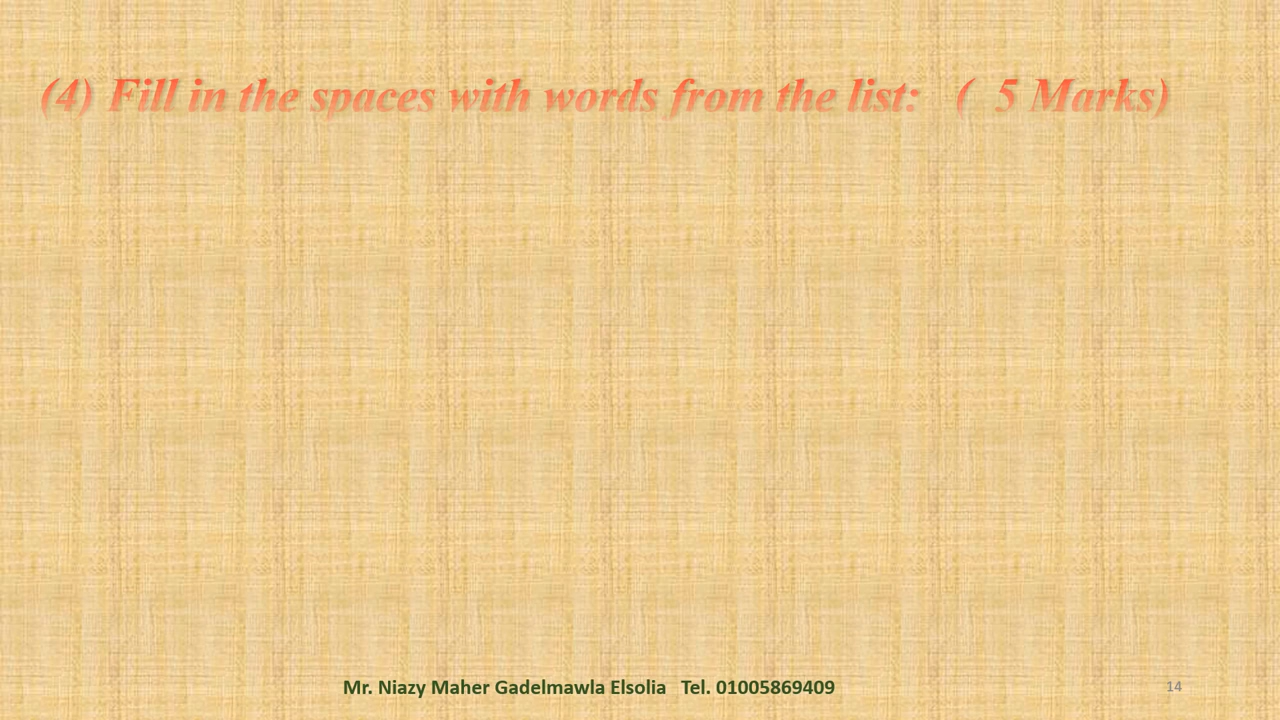 (4) Fill in the spaces with words from the list: ( 5 Marks)
Mr. Niazy Maher Gadelmawla Elsolia Tel. 01005869409
14